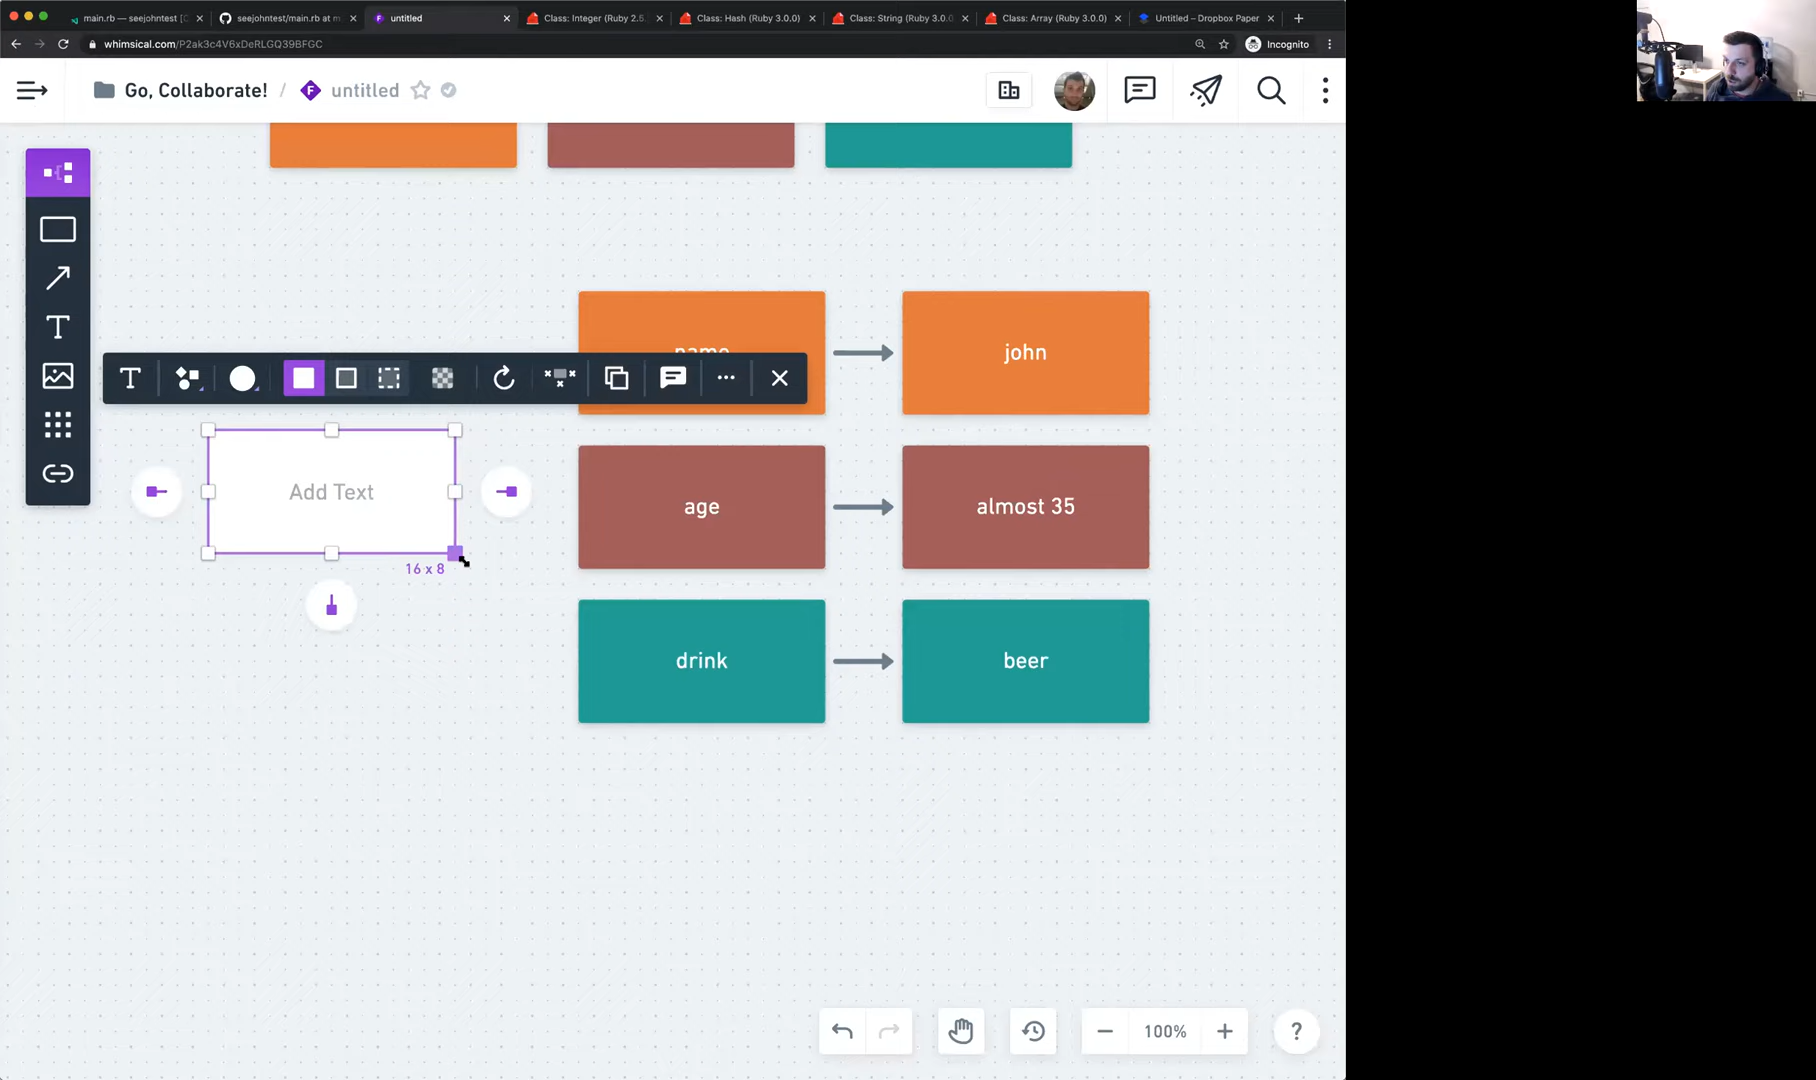 main.rb — seejohntest [C
seejohntest/main.rb at m
untitled
Class: Integer (Ruby 2.6.
Class: Hash (Ruby 3.0.0)
Class: String (Ruby 3.0.0
Class: Array (Ruby 3.0.0)
Untitled – Dropbox Paper
whimsical.com/P2ak3c4V6xDeRLGQ39BFGC
Incognito
Go, Collaborate! / F untitled
name
john
T
Add Text
16 x 8
age
almost 35
drink
beer
100%
?